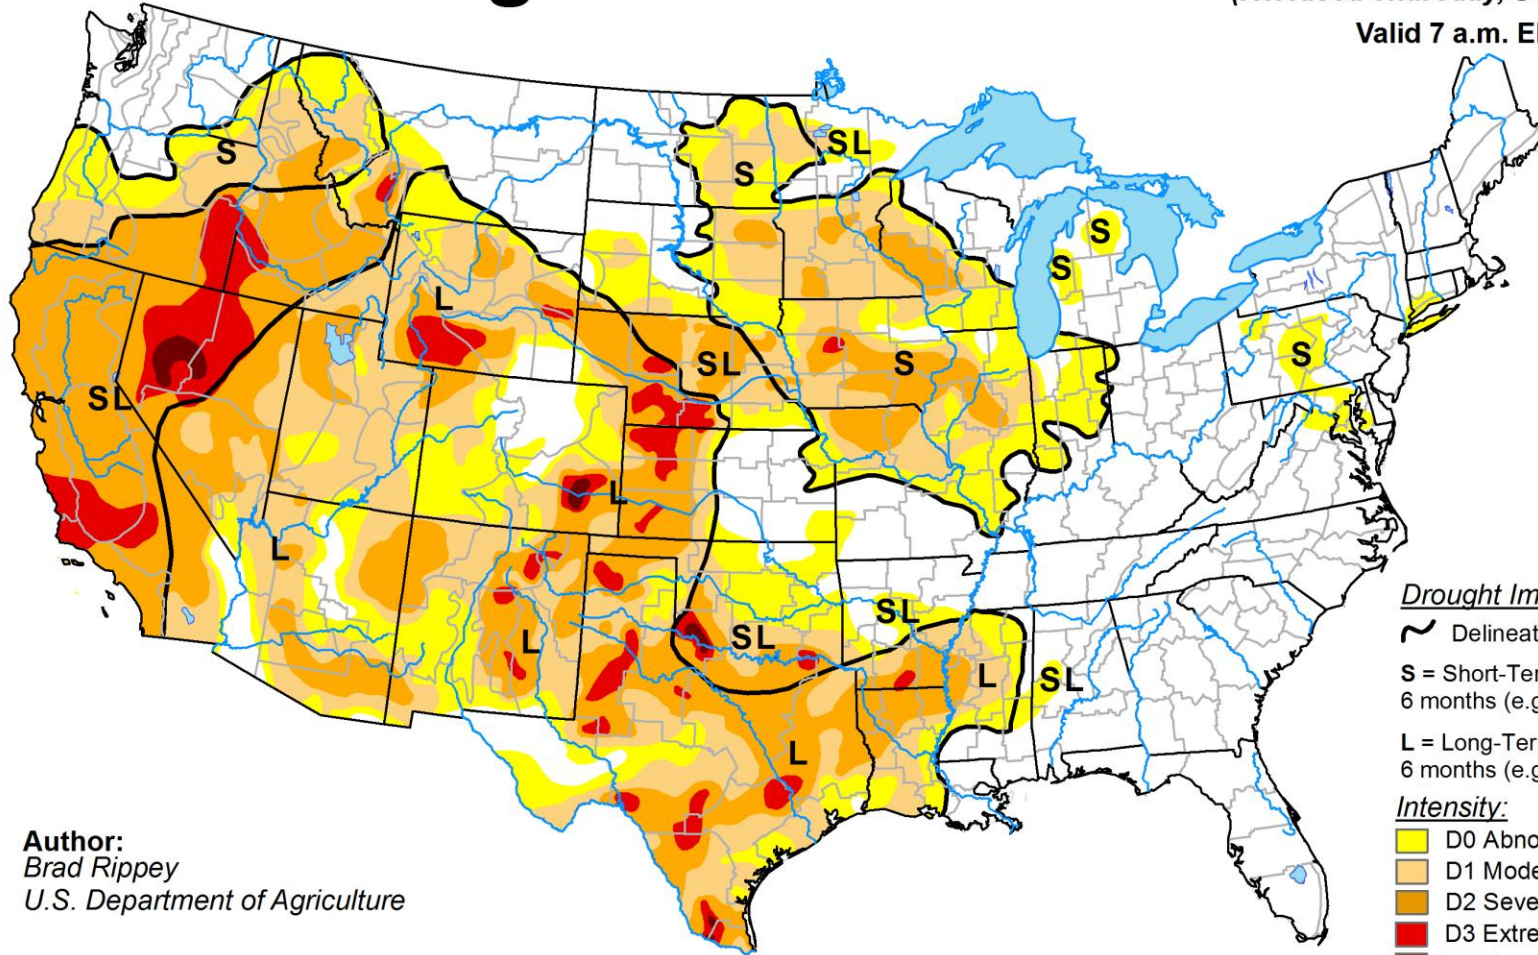 Valid 7 a.m.
S
SL
S
S
S
L
SL
S
S
SL
L
L
SL
SL
L
L
SL
L
Author:
Brad Rippey
U.S. Department of Agriculture
Drought
Delineat
S = Short-Ter
6 months (e.g
L = Long-Ter
6 months (e.g
Intensity:
D0 Abno
D1 Mode
D2 Seve
D3 Extre